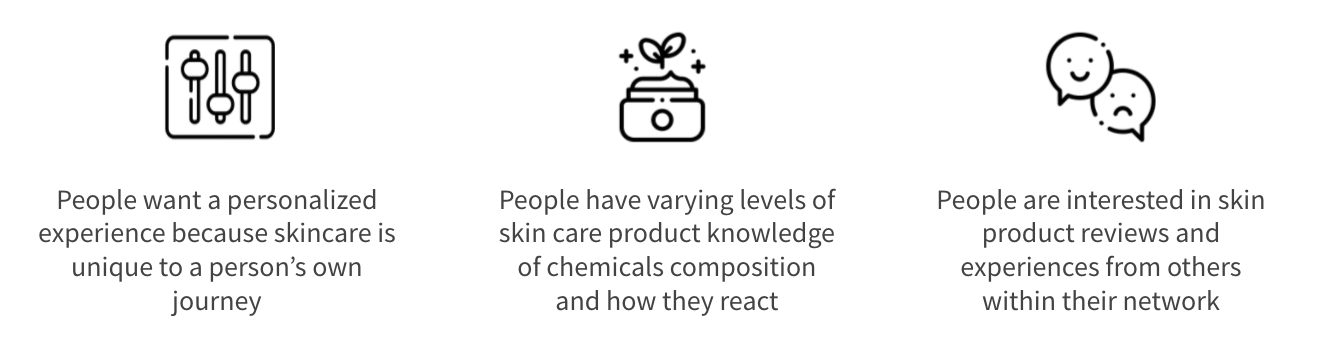 People want a personalized
experience because skincare is
unique to a person’s own
journey
People have varying levels of
skin care product knowledge
of chemicals composition
and how they react
People are interested in skin
product reviews and
experiences from others
within their network